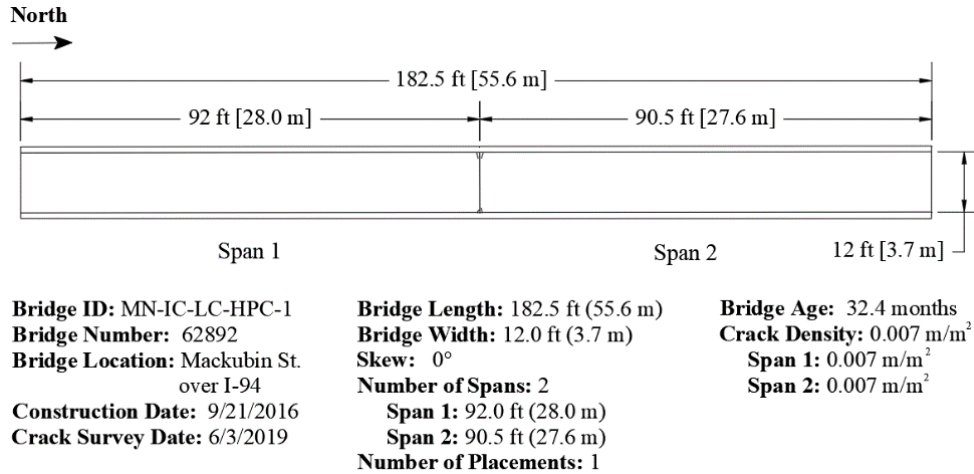 North
182.5 ft [55.6 m]
92 ft [28.0 m]
90.5 ft [27.6 m]
Span 1
Span 2
12 ft [3.7 m]
Bridge ID: MN-IC-LC-HPC-1
Bridge Number: 62892
Bridge Location: Mackubin St.
over I-94
Construction Date: 9/21/2016
Crack Survey Date: 6/3/2019
Bridge Length: 182.5 ft (55.6 m)
Bridge Width: 12.0 ft (3.7 m)
Skew: 0°
Number of Spans: 2
Span 1: 92.0 ft (28.0 m)
Span 2: 90.5 ft (27.6 m)
Number of Placements: 1
Bridge Age: 32.4 months
Crack Density: 0.007 m/m²
Span 1: 0.007 m/m²
Span 2: 0.007 m/m²